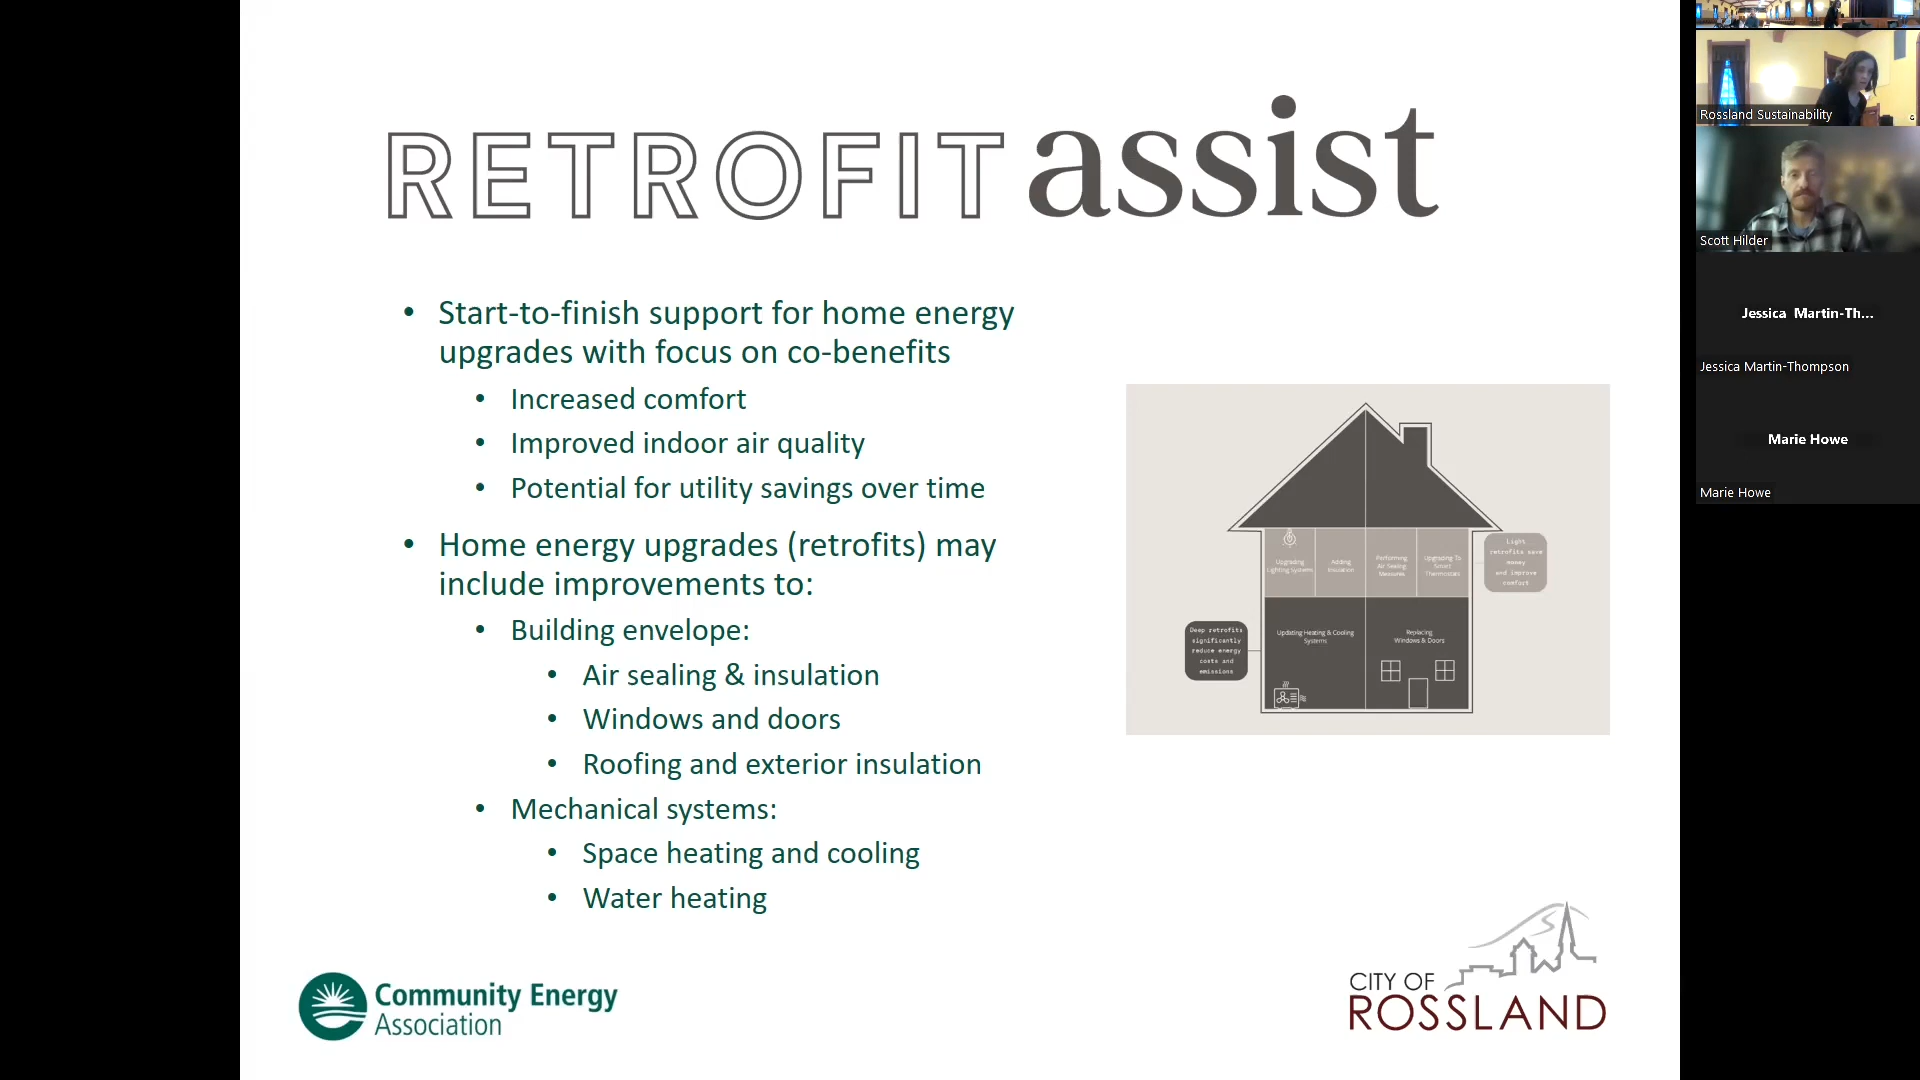 RETROFIT assist
• Start-to-finish support for home energy
upgrades with focus on co-benefits
• Increased comfort
• Improved indoor air quality
• Potential for utility savings over time
• Home energy upgrades (retrofits) may
include improvements to:
• Building envelope:
• Air sealing & insulation
• Windows and doors
• Roofing and exterior insulation
• Mechanical systems:
• Space heating and cooling
• Water heating
Upgrading
Lighting Systems
Adding
Insulation
Performing
Air Sealing
Measures
Upgrading To
Smart
Thermostats
Light
retrofits save
money
and improve
comfort
Deep retrofits
significantly
reduce energy
costs and
emissions
Updating Heating & Cooling
Systems
Replacing
Windows & Doors
Community Energy
Association
CITY OF
ROSSLAND
Rossland Sustainability
Scott Hilder
Jessica Martin-Th...
Jessica Martin-Thompson
Marie Howe
Marie Howe